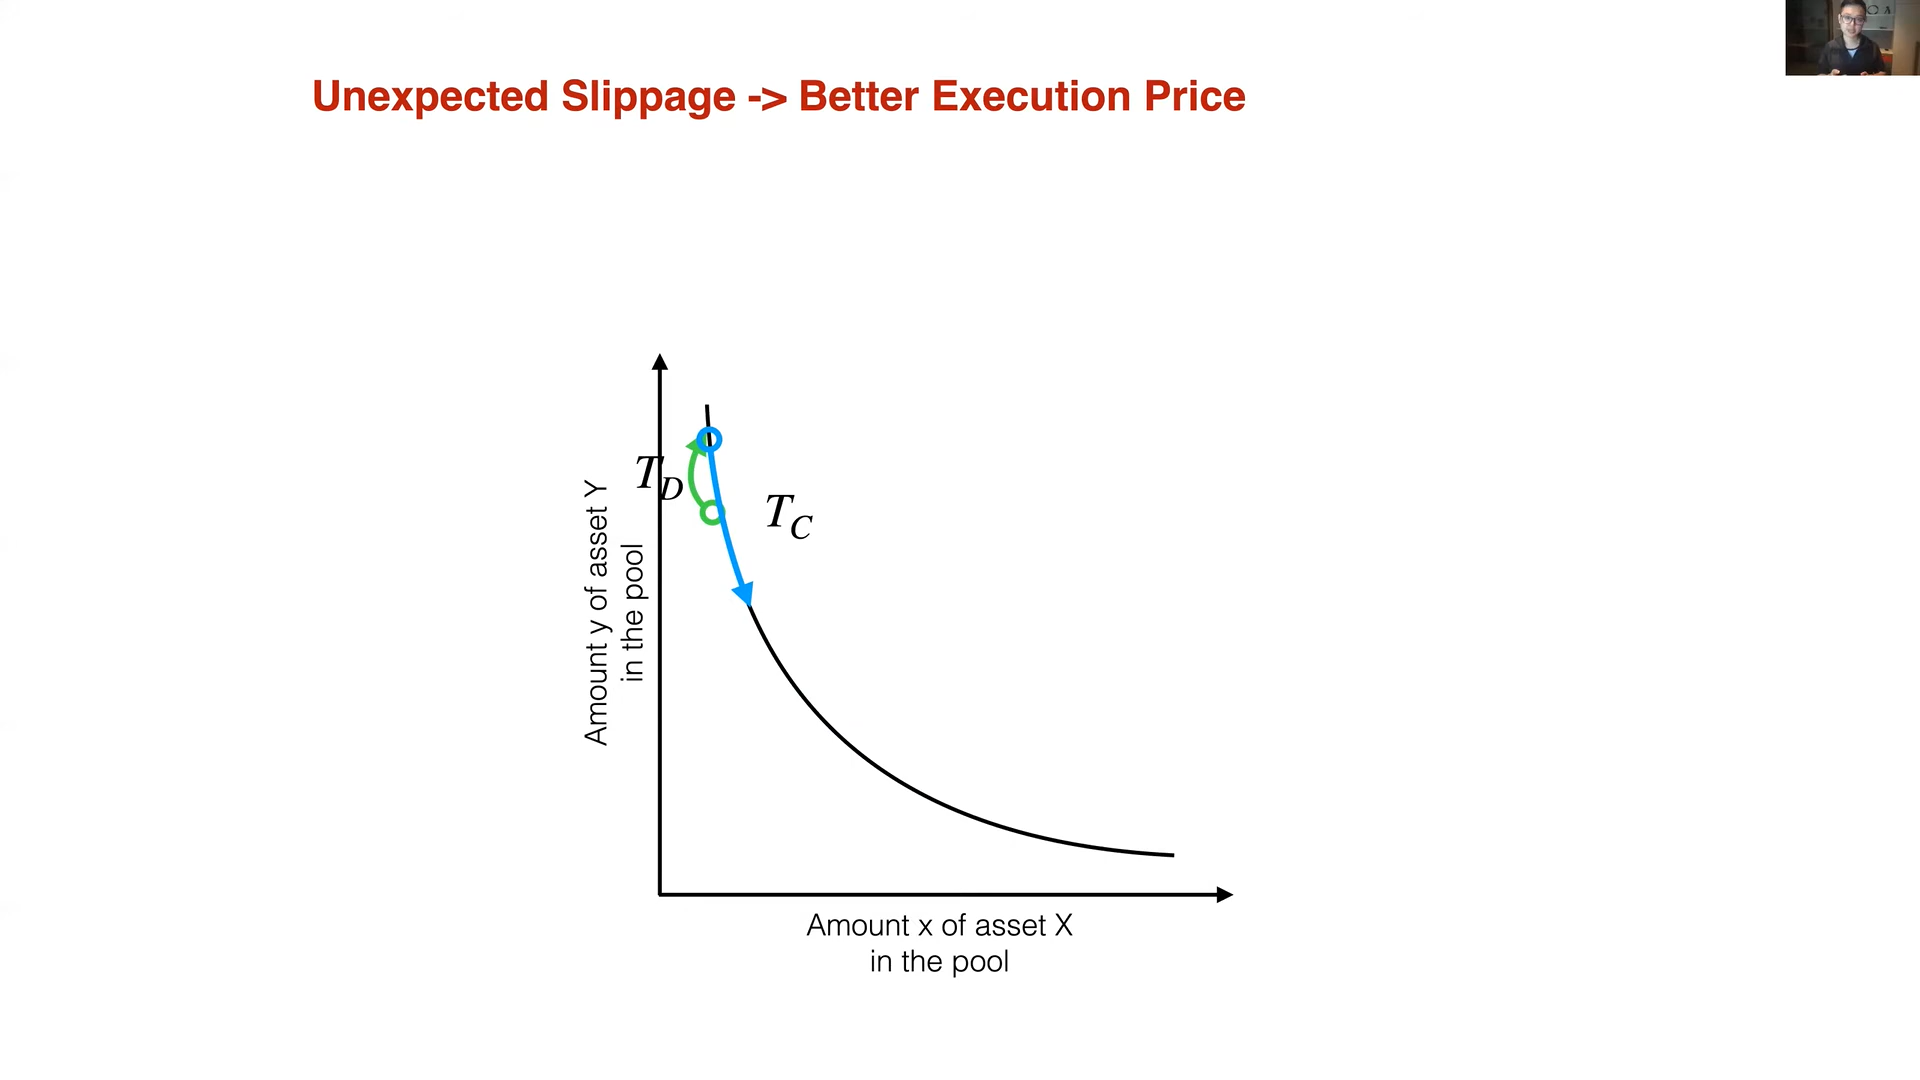 Unexpected Slippage -> Better Execution Price
T_D
T_C
Amount y of asset Y
in the pool
Amount x of asset X
in the pool